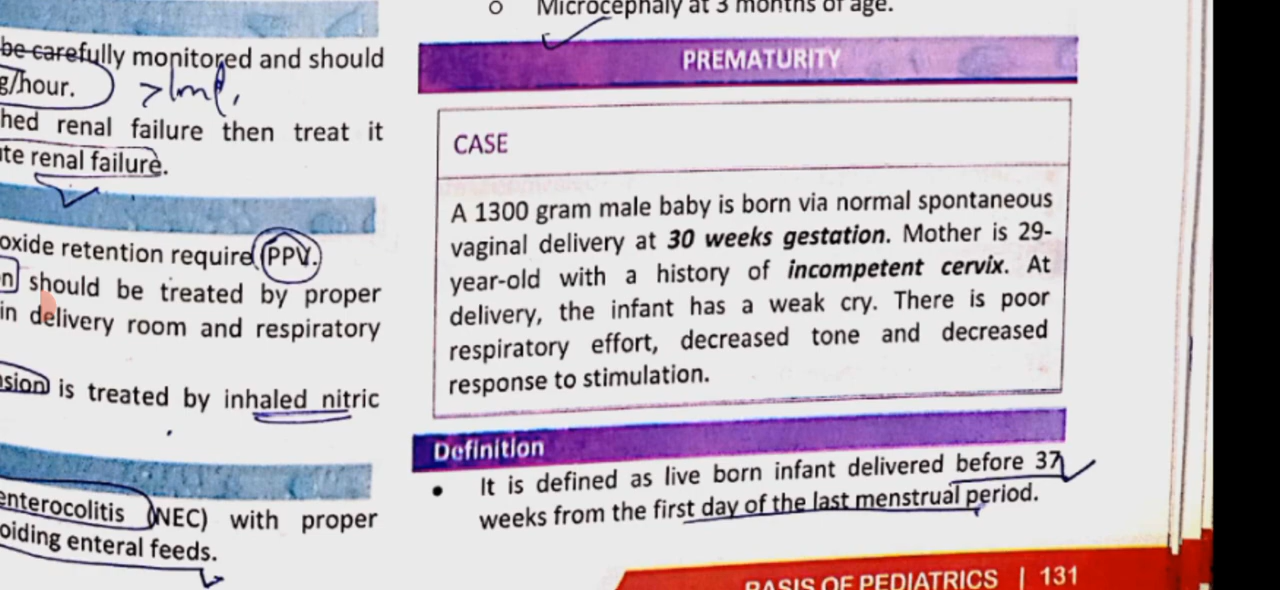 be carefully monitored and should
g/hour. >1ml,
hed renal failure then treat it
te renal failure.
oxide retention require PPV.
n should be treated by proper
in delivery room and respiratory
sion is treated by inhaled nitric
enterocolitis (NEC) with proper
oiding enteral feeds.
o Microcephaly at 3 months of age.
PREMATURITY
CASE
A 1300 gram male baby is born via normal spontaneous
vaginal delivery at 30 weeks gestation. Mother is 29-
year-old with a history of incompetent cervix. At
delivery, the infant has a weak cry. There is poor
respiratory effort, decreased tone and decreased
response to stimulation.
Definition
• It is defined as live born infant delivered before 37
weeks from the first day of the last menstrual period.
BASIS OF PEDIATRICS | 131